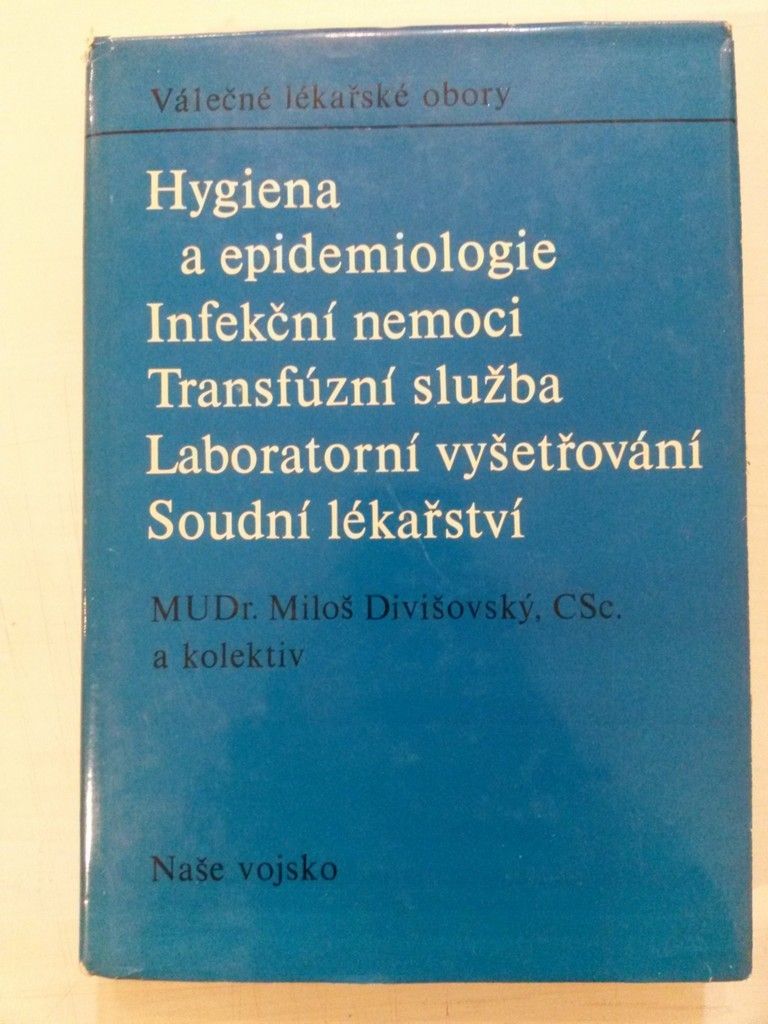 Válečné lékařské obory
Hygiena
a epidemiologie
Infekční nemoci
Transfúzní služba
Laboratorní vyšetřování
Soudní lékařství
MUDr. Miloš Divišovský, CSc.
a kolektiv
Naše vojsko